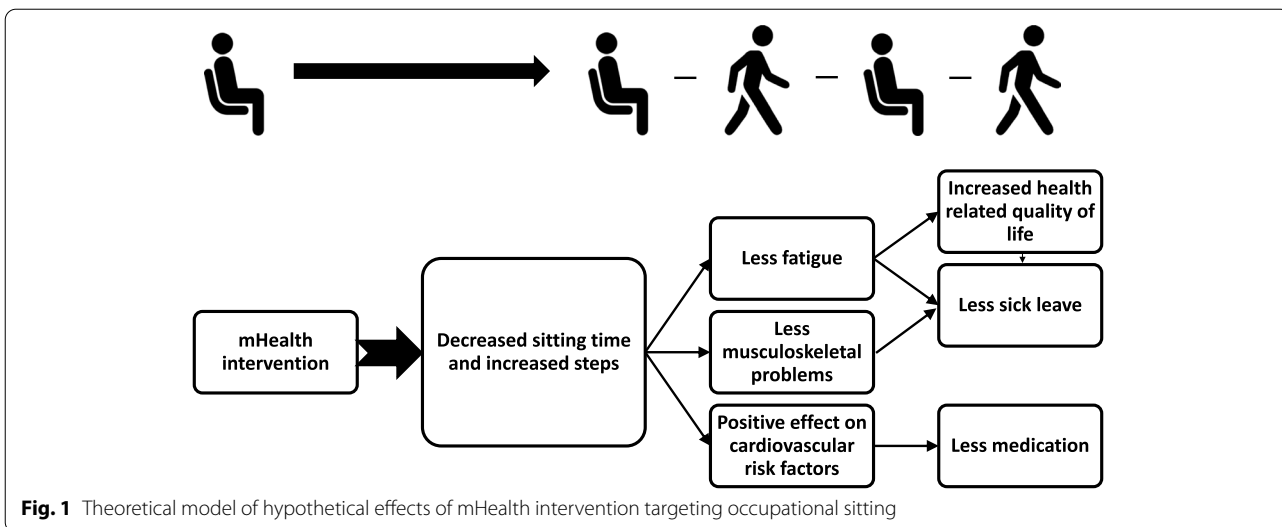 mHealth
intervention
Decreased sitting time
and increased steps
Less fatigue
Less
musculoskeletal
problems
Positive effect on
cardiovascular
risk factors
Increased health
related quality of
life
Less sick leave
Less medication
Fig. 1 Theoretical model of hypothetical effects of mHealth intervention targeting occupational sitting